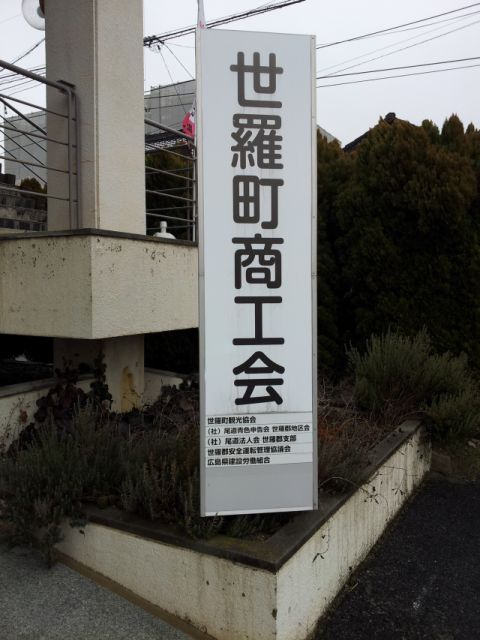 世羅町商工会
世羅町観光協会
(社)尾道青色申告会 世羅郡地区会
(社)尾道法人会 世羅郡支部
世羅郡安全運転管理協議会
広島県建設労働組合